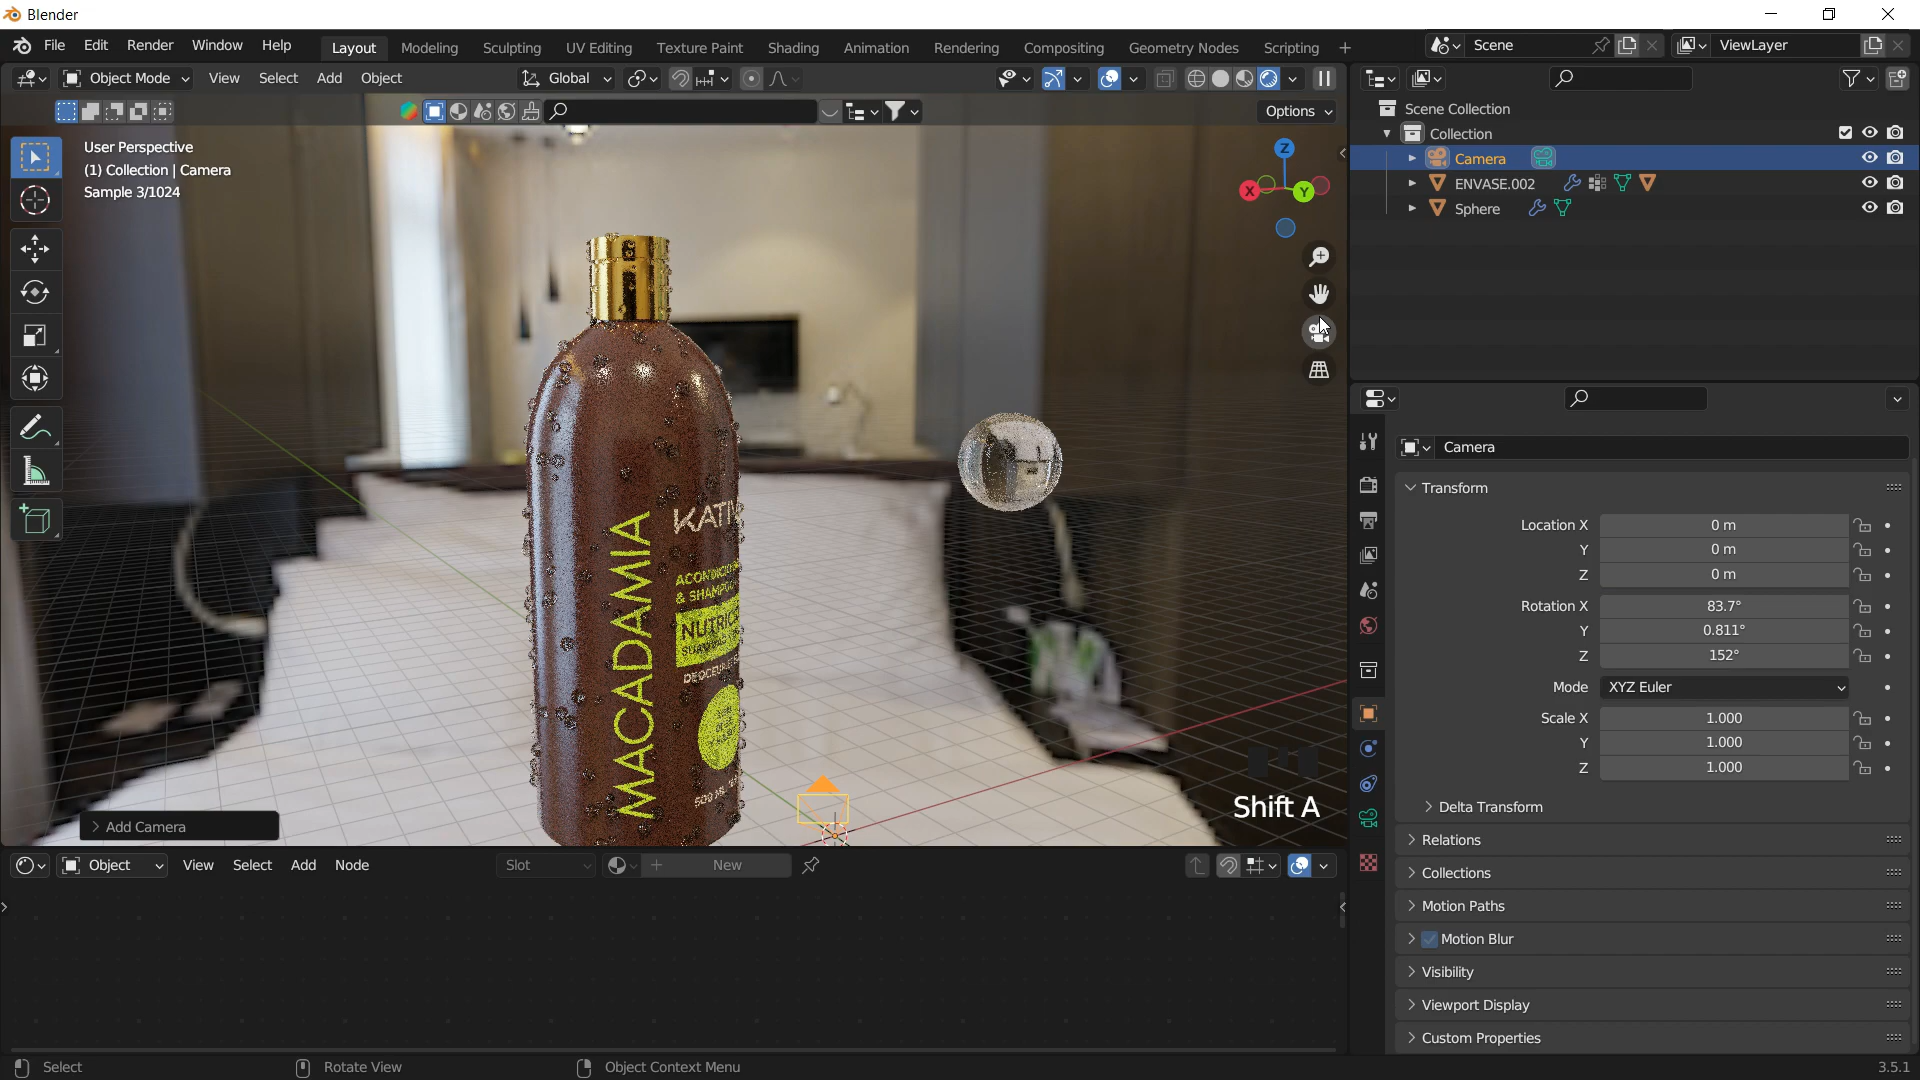 Blender
File Edit Render Window Help Layout Modeling Sculpting UV Editing Texture Paint Shading Animation Rendering Compositing Geometry Nodes Scripting + Scene ViewLayer
Object Mode View Select Add Object Global
Options
User Perspective
(1) Collection | Camera
Sample 3/1024
Z
X
Y
Scene Collection
Collection
Camera
ENVASE.002
Sphere
KATIV
MACADAMIA
& SHAMPO
NUTRI
500 ML
Shift A
Add Camera
Camera
Transform
Location X 0 m
Y 0 m
Z 0 m
Rotation X 83.7°
Y 0.811°
Z 152°
Mode XYZ Euler
Scale X 1.000
Y 1.000
Z 1.000
Delta Transform
Relations
Collections
Motion Paths
Motion Blur
Visibility
Viewport Display
Custom Properties
Object View Select Add Node Slot New
Select Rotate View Object Context Menu 3.5.1